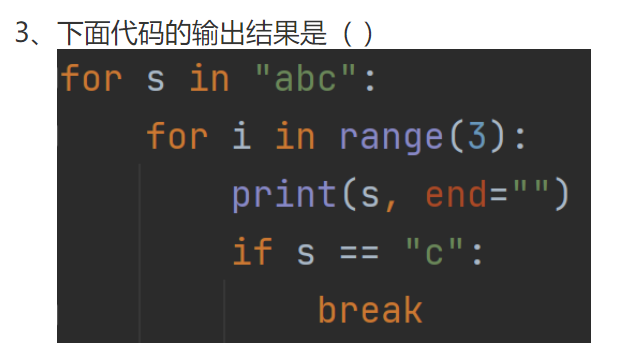 3、下面代码的输出结果是（ ）
for s in "abc":
    for i in range(3):
        print(s, end="")
        if s == "c":
            break